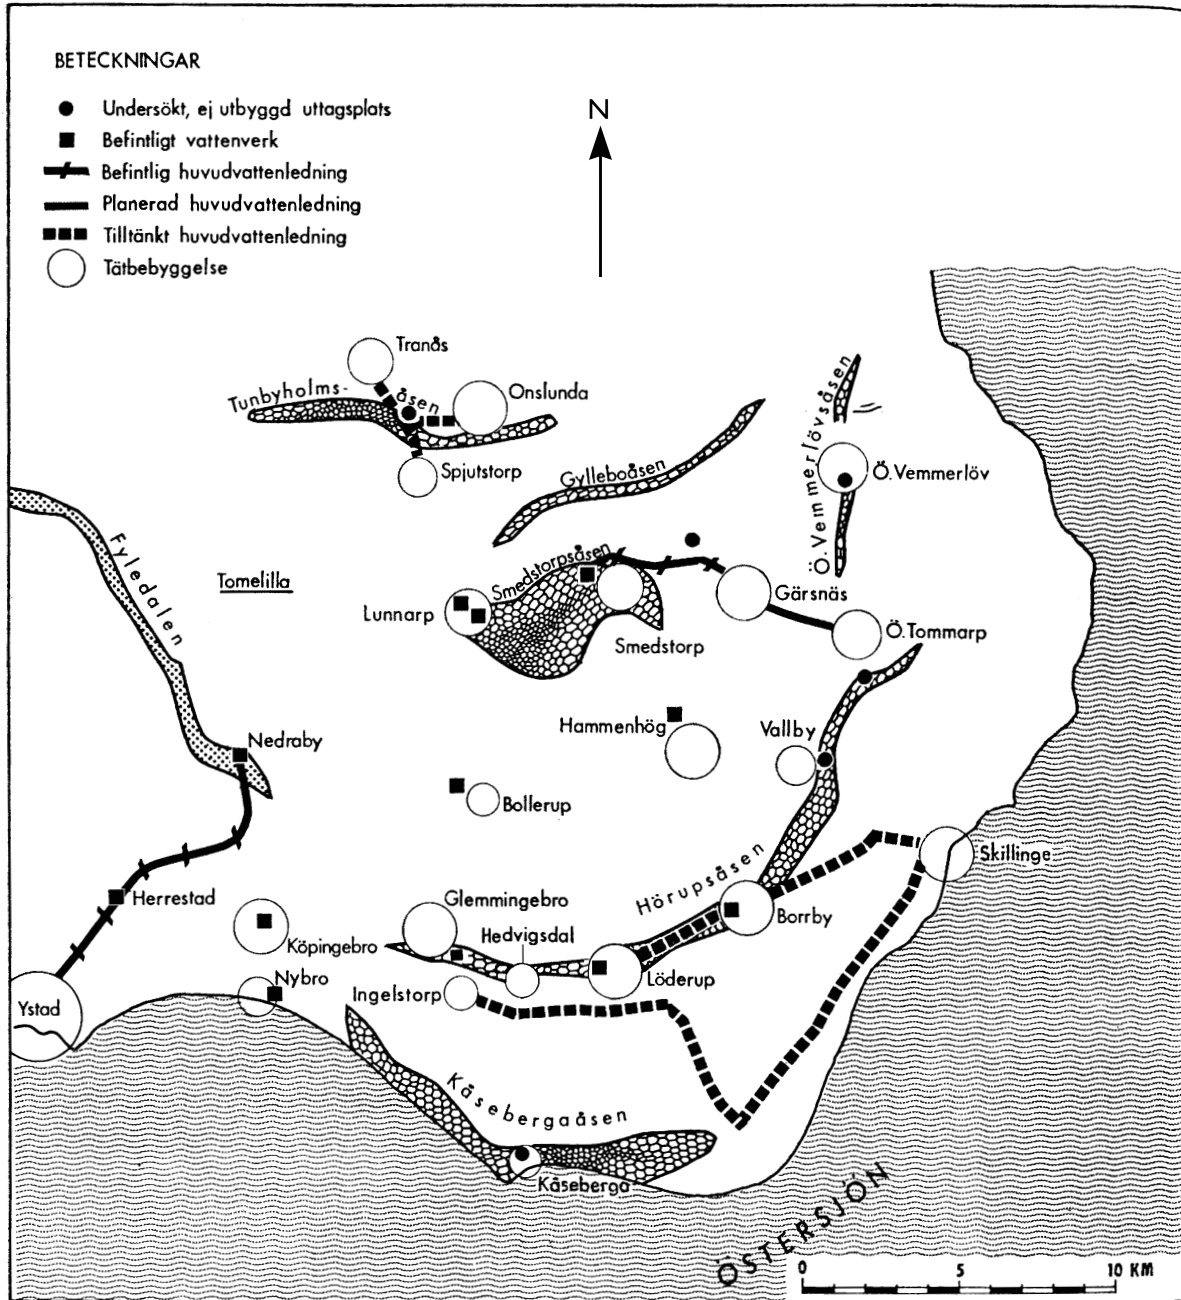 BETECKNINGAR
Undersökt, ej utbyggd uttagsplats
Befintligt vattenverk
Befintlig huvudvattenledning
Planerad huvudvattenledning
Tilltänkt huvudvattenledning
Tätbebyggelse
N
Tranås
Tunbyholms-
åsen
Onslunda
Spjutstorp
Gylleboåsen
Ö.Vemmerlövsåsen
Ö.Vemmerlöv
Fyledalen
Tomelilla
Smedstorpsåsen
Lunnarp
Gärsnäs
Smedstorp
Ö.Tommarp
Hammenhög
Vallby
Nedraby
Bollerup
Skillinge
Hörupsåsen
Herrestad
Glemmingebro
Borrby
Köpingebro
Hedvigsdal
Löderup
Nybro
Ingelstorp
Ystad
Kåsebergaåsen
Kåseberga
ÖSTERSJÖN
0 5 10 KM